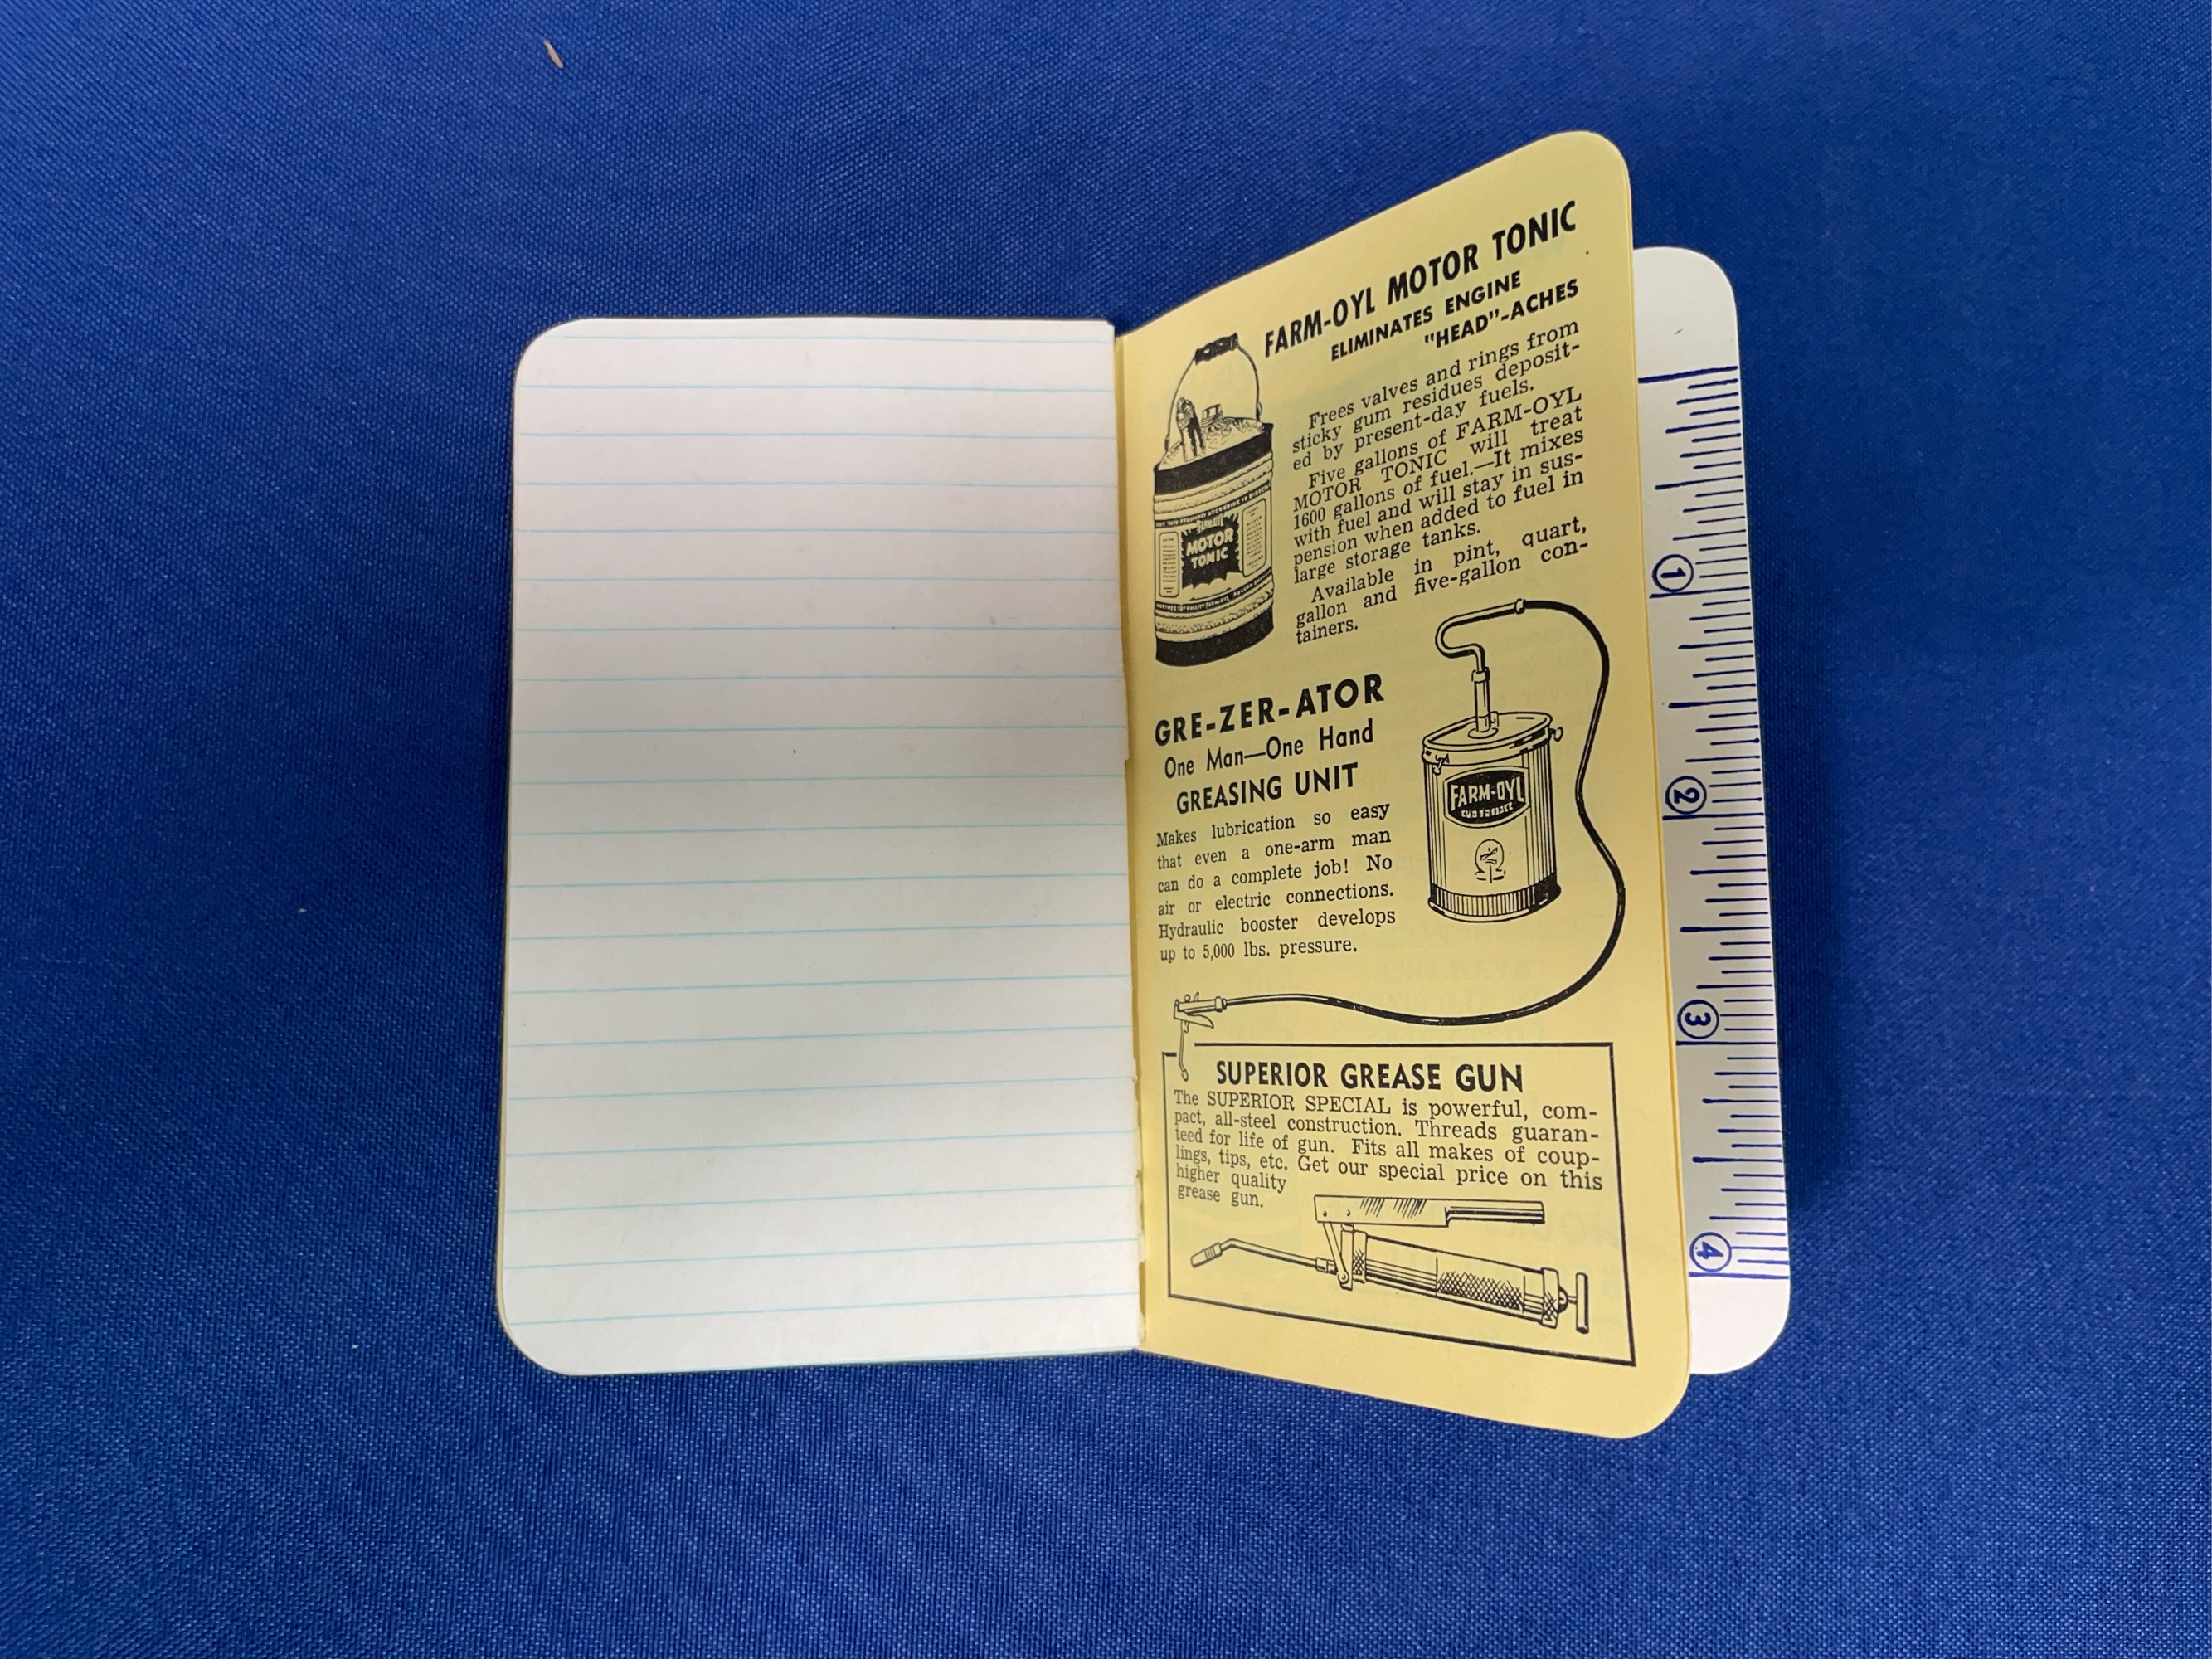 FARM-OYL MOTOR TONIC
ELIMINATES ENGINE
"HEAD"-ACHES
Frees valves and rings from
sticky gum residues deposit-
ed by present-day fuels.
Five gallons of FARM-OYL
MOTOR TONIC will treat
1600 gallons of fuel.—It mixes
with fuel and will stay in sus-
pension when added to fuel in
large storage tanks.
Available in pint, quart,
gallon and five-gallon con-
tainers.
MOTOR
TONIC
GRE-ZER-ATOR
One Man—One Hand
GREASING UNIT
Makes lubrication so easy
that even a one-arm man
can do a complete job! No
air or electric connections.
Hydraulic booster develops
up to 5,000 lbs. pressure.
FARM-OYL
SUPERIOR GREASE GUN
The SUPERIOR SPECIAL is powerful, com-
pact, all-steel construction. Threads guaran-
teed for life of gun. Fits all makes of coup-
lings, tips, etc. Get our special price on this
higher quality
grease gun.
1
2
3
4